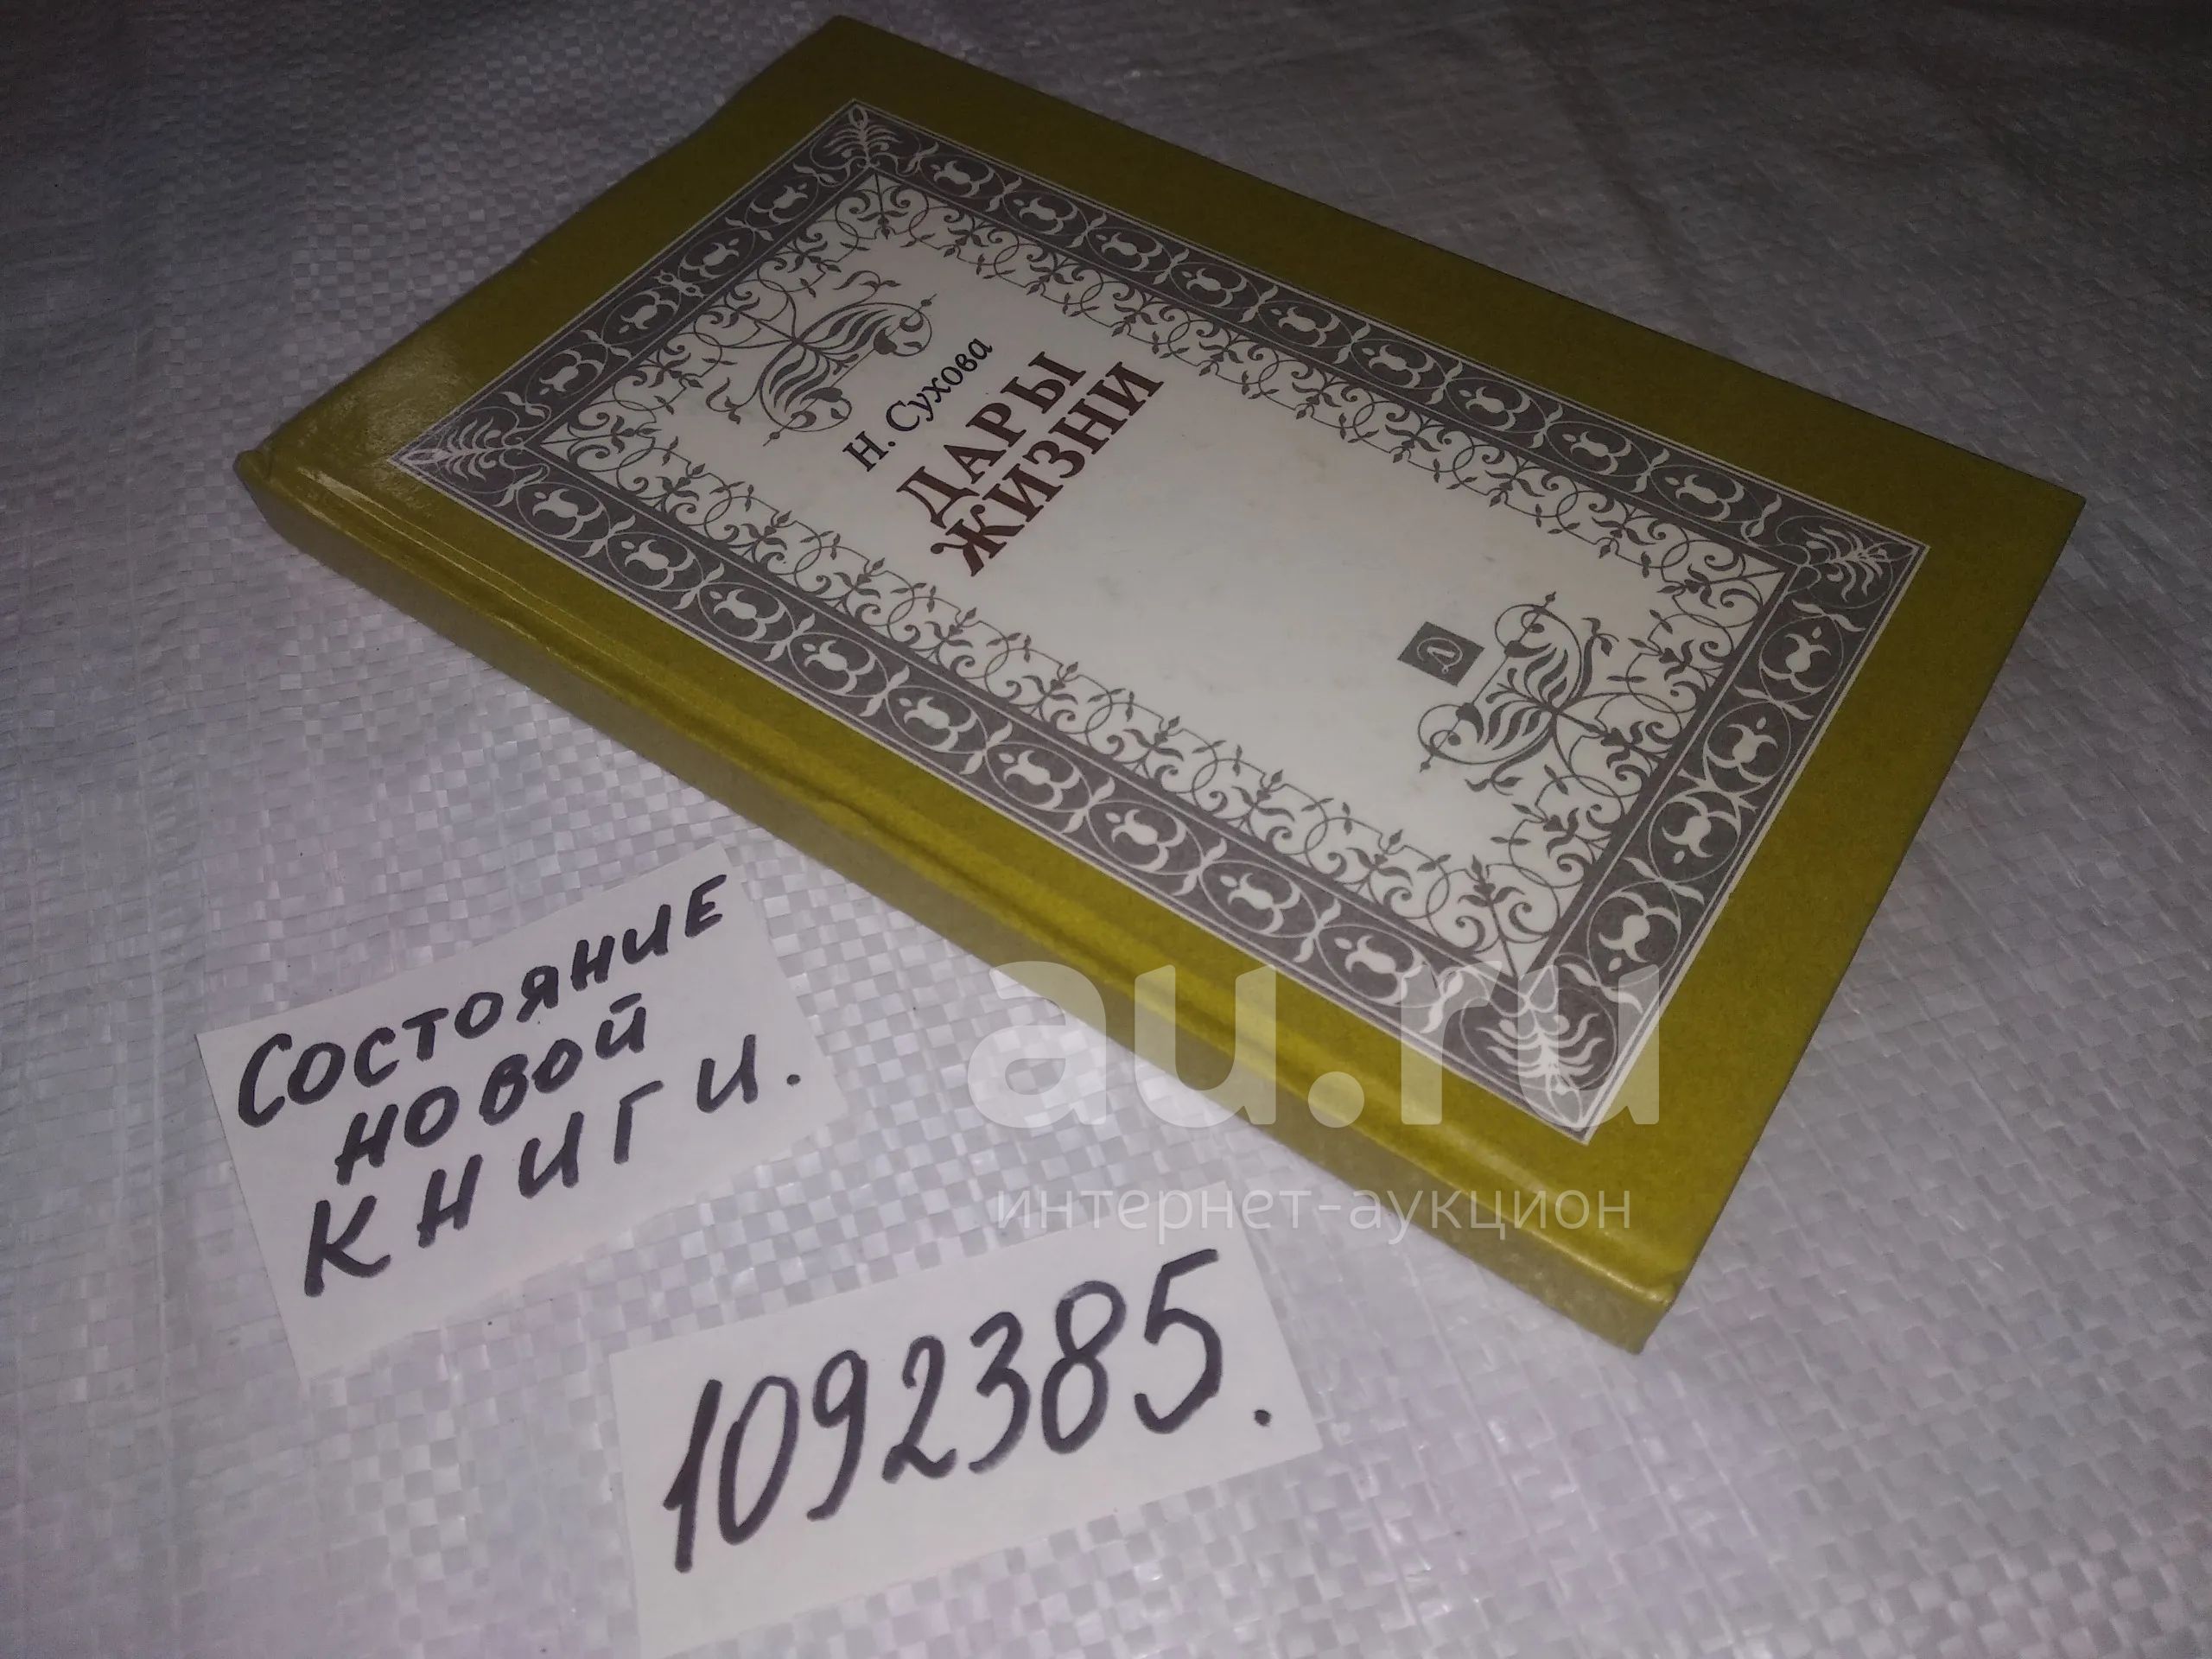 Н. Сухова
ДАРЫ
ЖИЗНИ
Д
СОСТОЯНИЕ
НОВОЙ
КНИГИ.
1092385.
au.ru
интернет-аукцион